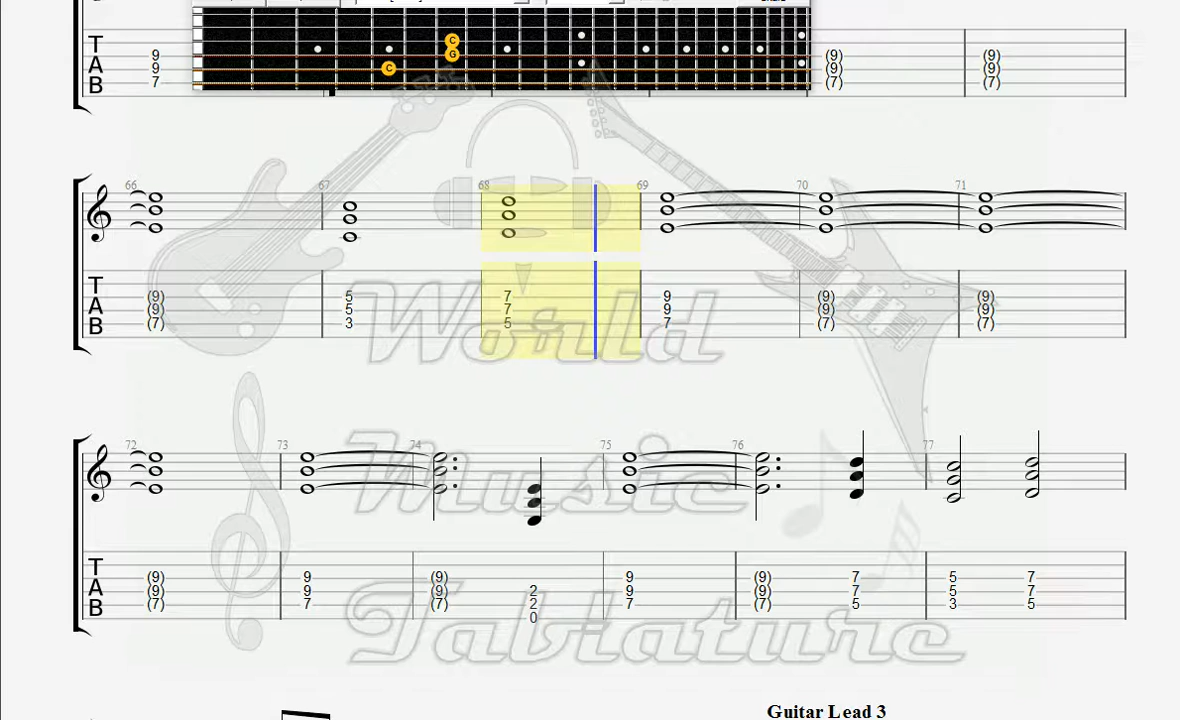 T A B
9 9 7
C G C
(9) (9) (7) (9) (9) (7)
66 67 68 69 70 71
T A B
(9) 5 7 9 (9) (9)
(9) 5 7 9 (9) (9)
(7) 3 5 7 (7) (7)
World
72 73 74 75 76 77
Music
T A B
(9) 9 (9) 9 (9) 7 5 7
(9) 9 (9) 2 9 (9) 7 5 7
(7) 7 (7) 2 7 (7) 5 3 5
0
Tablature
Guitar Lead 3